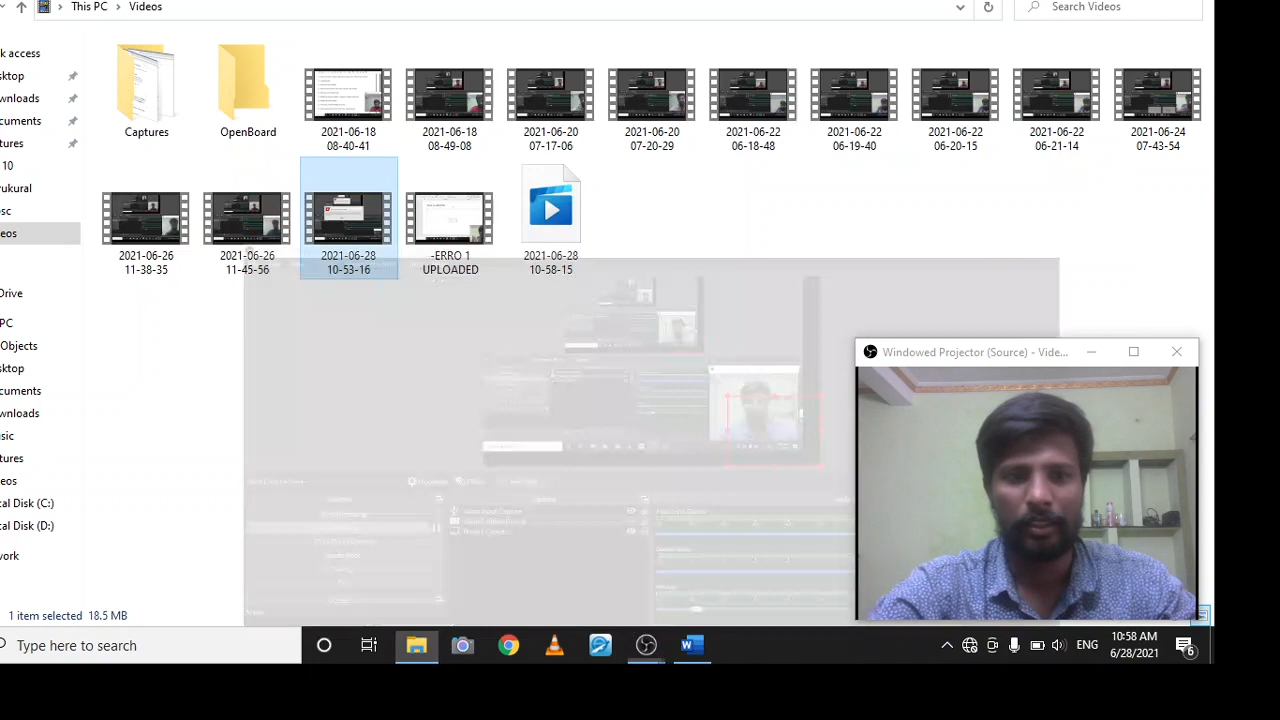 This PC > Videos
Search Videos
k access
sktop
wnloads
cuments
tures
10
rukural
sc
eos
Drive
PC
Objects
sktop
cuments
wnloads
sic
tures
eos
cal Disk (C:)
cal Disk (D:)
work
Captures
OpenBoard
2021-06-18
08-40-41
2021-06-18
08-49-08
2021-06-20
07-17-06
2021-06-20
07-20-29
2021-06-22
06-18-48
2021-06-22
06-19-40
2021-06-22
06-20-15
2021-06-22
06-21-14
2021-06-24
07-43-54
2021-06-26
11-38-35
2021-06-26
11-45-56
2021-06-28
10-53-16
-ERRO 1
UPLOADED
2021-06-28
10-58-15
Windowed Projector (Source) - Vide...
1 item selected 18.5 MB
Type here to search
ENG
10:58 AM
6/28/2021
6